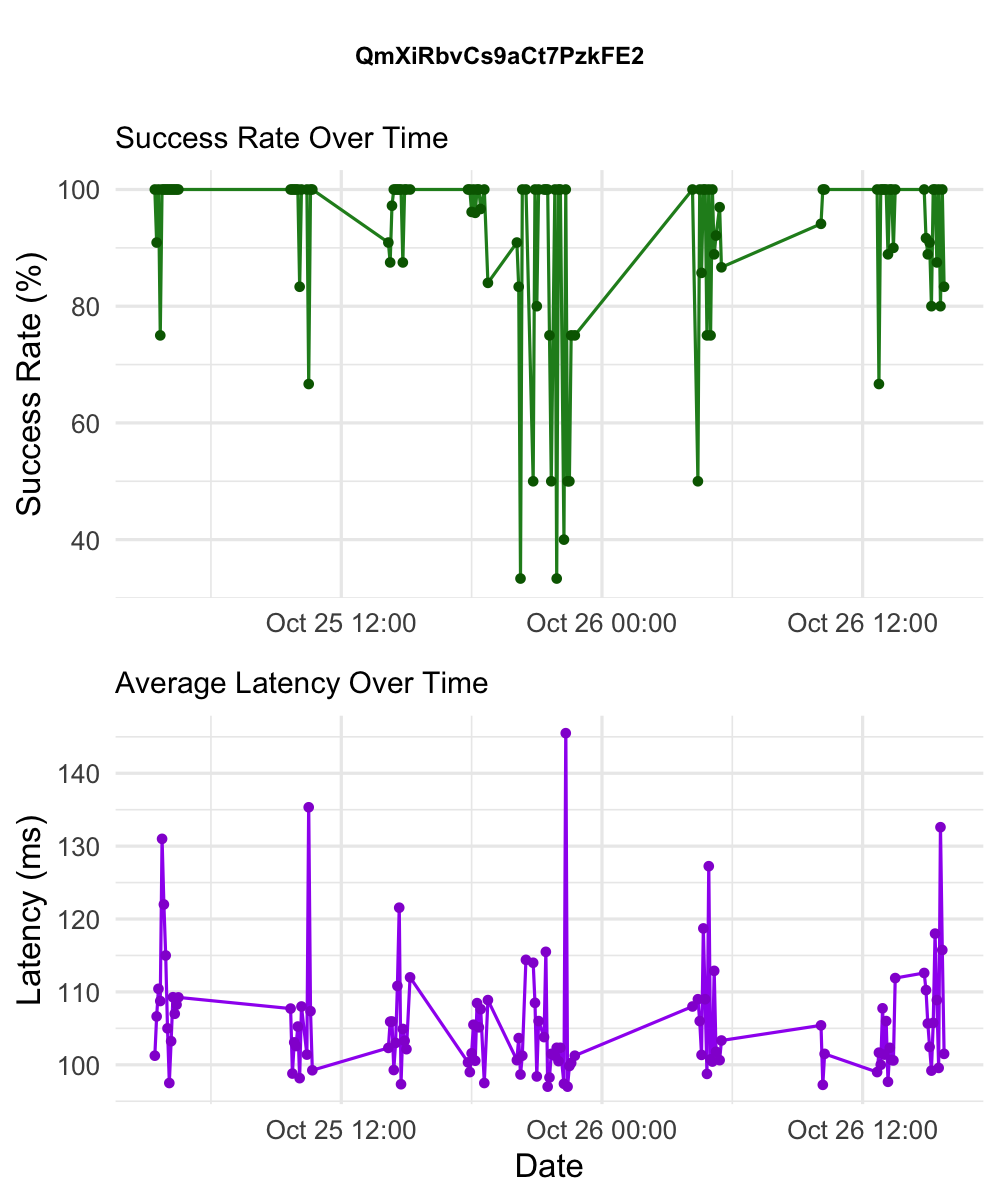 QmXiRbvCs9aCt7PzkFE2
Success Rate Over Time
Success Rate (%)
100
80
60
40
Oct 25 12:00 Oct 26 00:00 Oct 26 12:00
Average Latency Over Time
Latency (ms)
140
130
120
110
100
Oct 25 12:00 Oct 26 00:00 Oct 26 12:00
Date